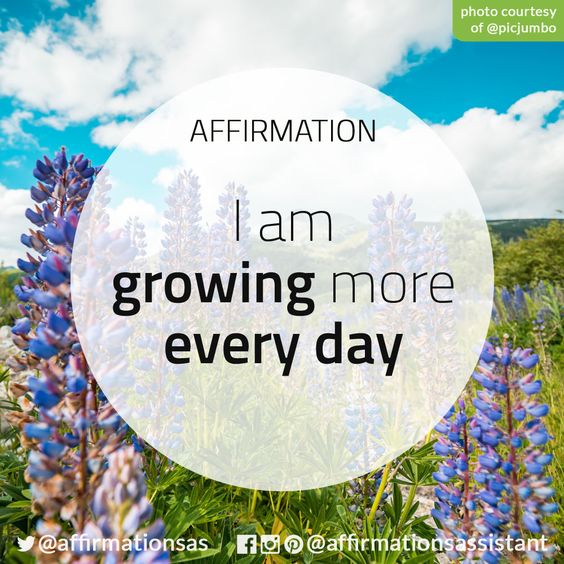 photo courtesy
of @picjumbo
AFFIRMATION
I am
growing more
every day
@affirmationsas @affirmationsassistant